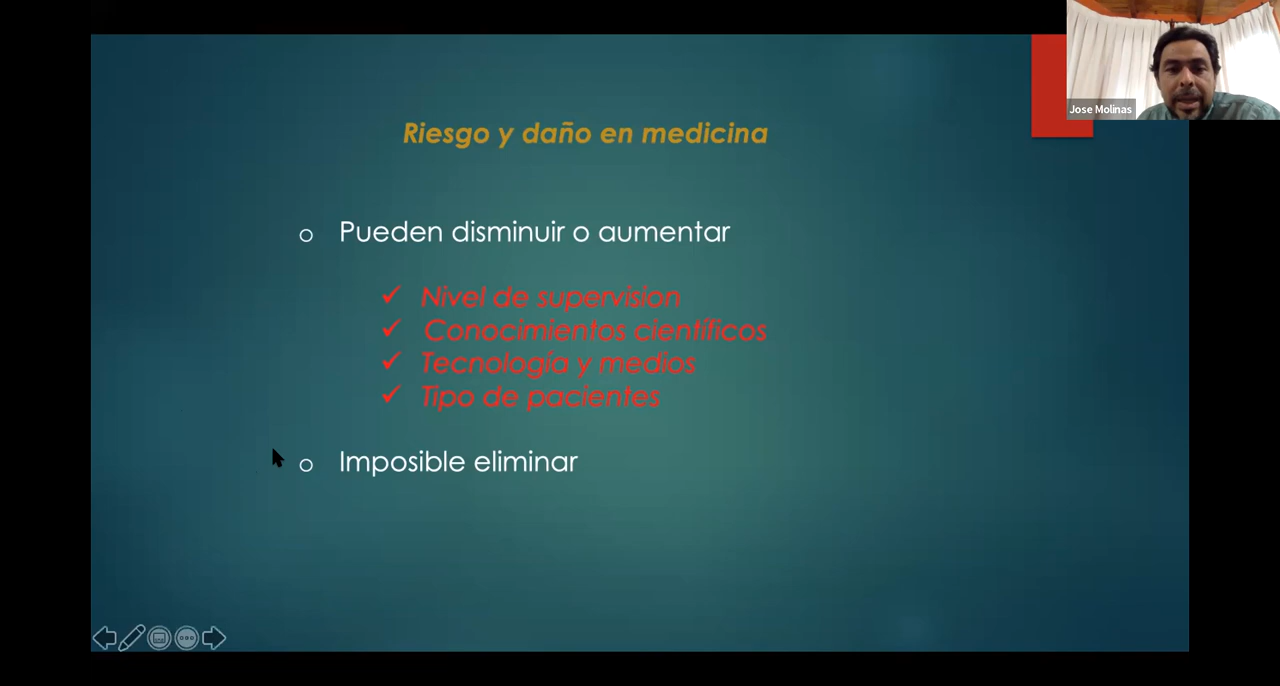 Jose Molinas
Riesgo y daño en medicina
o Pueden disminuir o aumentar
✓ Nivel de supervision
✓ Conocimientos científicos
✓ Tecnología y medios
✓ Tipo de pacientes
o Imposible eliminar